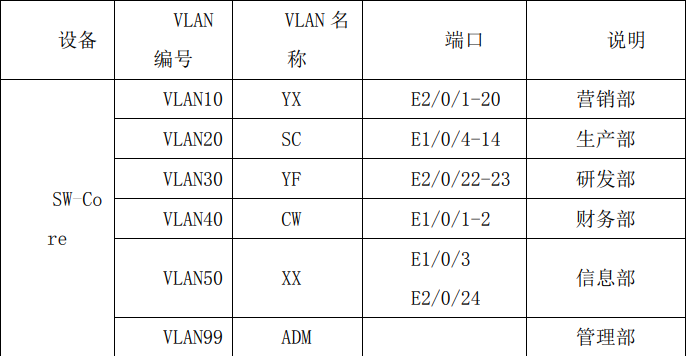 设备 VLAN 编号 VLAN 名称 端口 说明
SW-Core
VLAN10 YX E2/0/1-20 营销部
VLAN20 SC E1/0/4-14 生产部
VLAN30 YF E2/0/22-23 研发部
VLAN40 CW E1/0/1-2 财务部
VLAN50 XX E1/0/3 E2/0/24 信息部
VLAN99 ADM 管理部